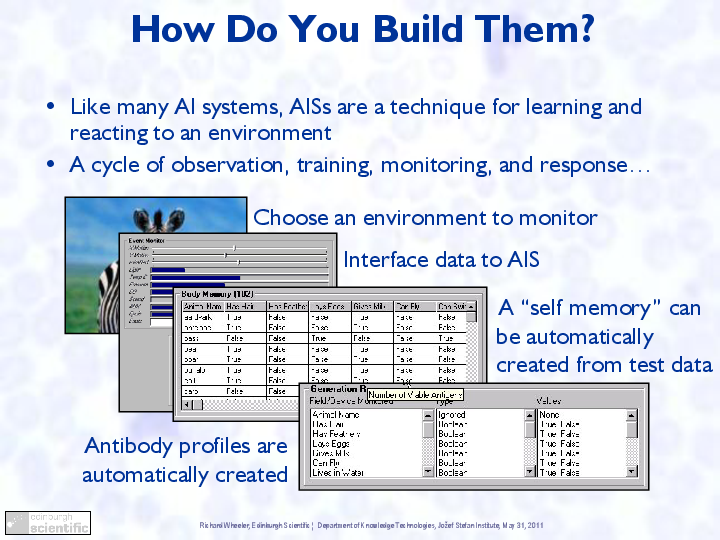 How Do You Build Them?
• Like many AI systems, AISs are a technique for learning and
reacting to an environment
• A cycle of observation, training, monitoring, and response…
Choose an environment to monitor
Event Monitor
Interface data to AIS
Body Memory (102)
Animal Name Has Hair Has Feather Lays Eggs Gives Milk Can Fly Can Swim
aardvark True False False True False False
antelope True False False True False False
bass False False True False False True
bear True False False True False False
boar True False False True False False
buffalo True False False True False False
calf True False False True False False
carp False False
A “self memory” can
be automatically
created from test data
Generation R
Number of Viable Antigens
Field/Device Monitored Type Values
Animal Name Ignored None
Has Hair Boolean True False
Has Feathers Boolean True False
Lays Eggs Boolean True False
Gives Milk Boolean True False
Can Fly Boolean True False
Lives in Water Boolean True False
Antibody profiles are
automatically created
edinburgh
scientific
Richard Wheeler, Edinburgh Scientific ¦ Department of Knowledge Technologies, Jožef Stefan Institute, May 31, 2011